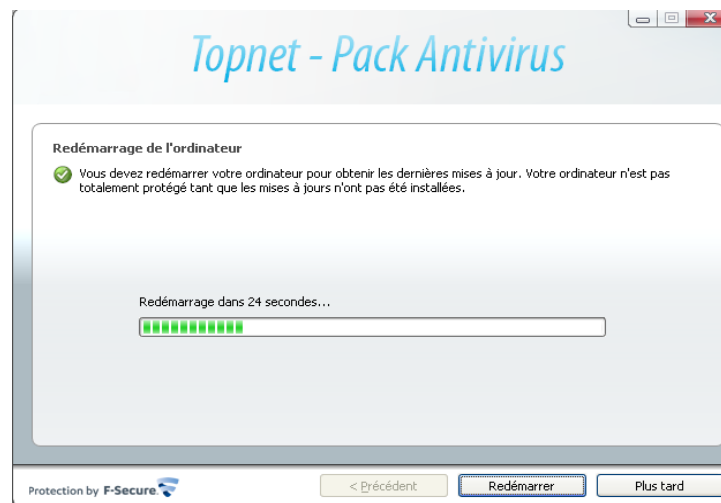 Topnet - Pack Antivirus
Redémarrage de l'ordinateur
Vous devez redémarrer votre ordinateur pour obtenir les dernières mises à jour. Votre ordinateur n'est pas
totalement protégé tant que les mises à jours n'ont pas été installées.
Redémarrage dans 24 secondes...
Protection by F-Secure. < Précédent Redémarrer Plus tard